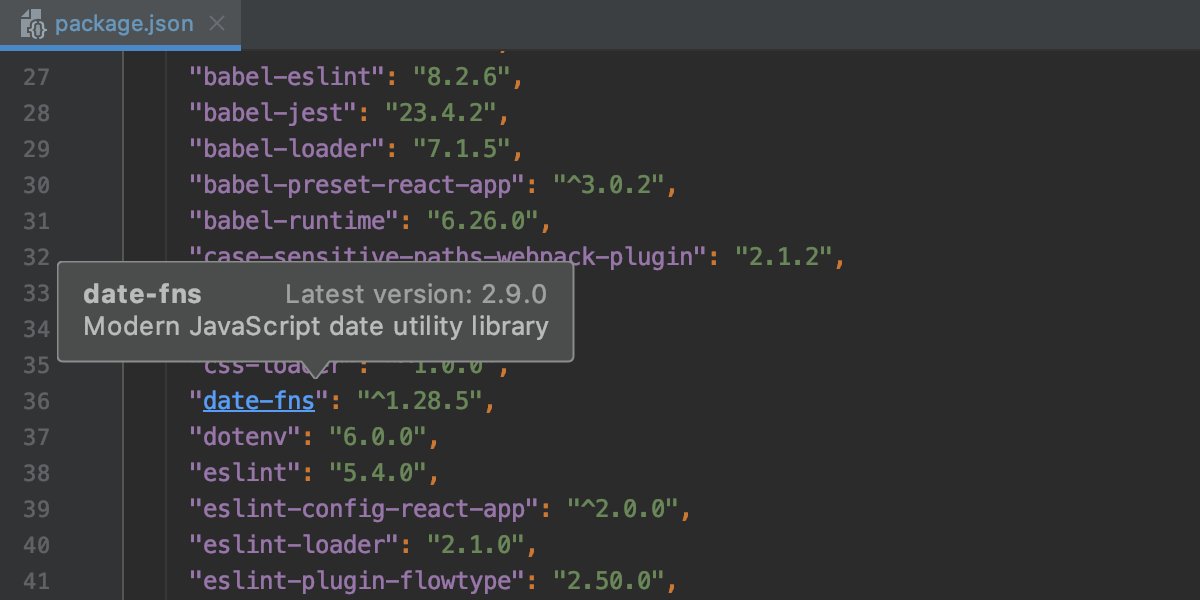 package.json
27 "babel-eslint": "8.2.6",
28 "babel-jest": "23.4.2",
29 "babel-loader": "7.1.5",
30 "babel-preset-react-app": "^3.0.2",
31 "babel-runtime": "6.26.0",
32 "case-sensitive-paths-webpack-plugin": "2.1.2",
33
date-fns Latest version: 2.9.0
34
Modern JavaScript date utility library
35 "css-loader": "1.0.0",
36 "date-fns": "^1.28.5",
37 "dotenv": "6.0.0",
38 "eslint": "5.4.0",
39 "eslint-config-react-app": "^2.0.0",
40 "eslint-loader": "2.1.0",
41 "eslint-plugin-flowtype": "2.50.0",